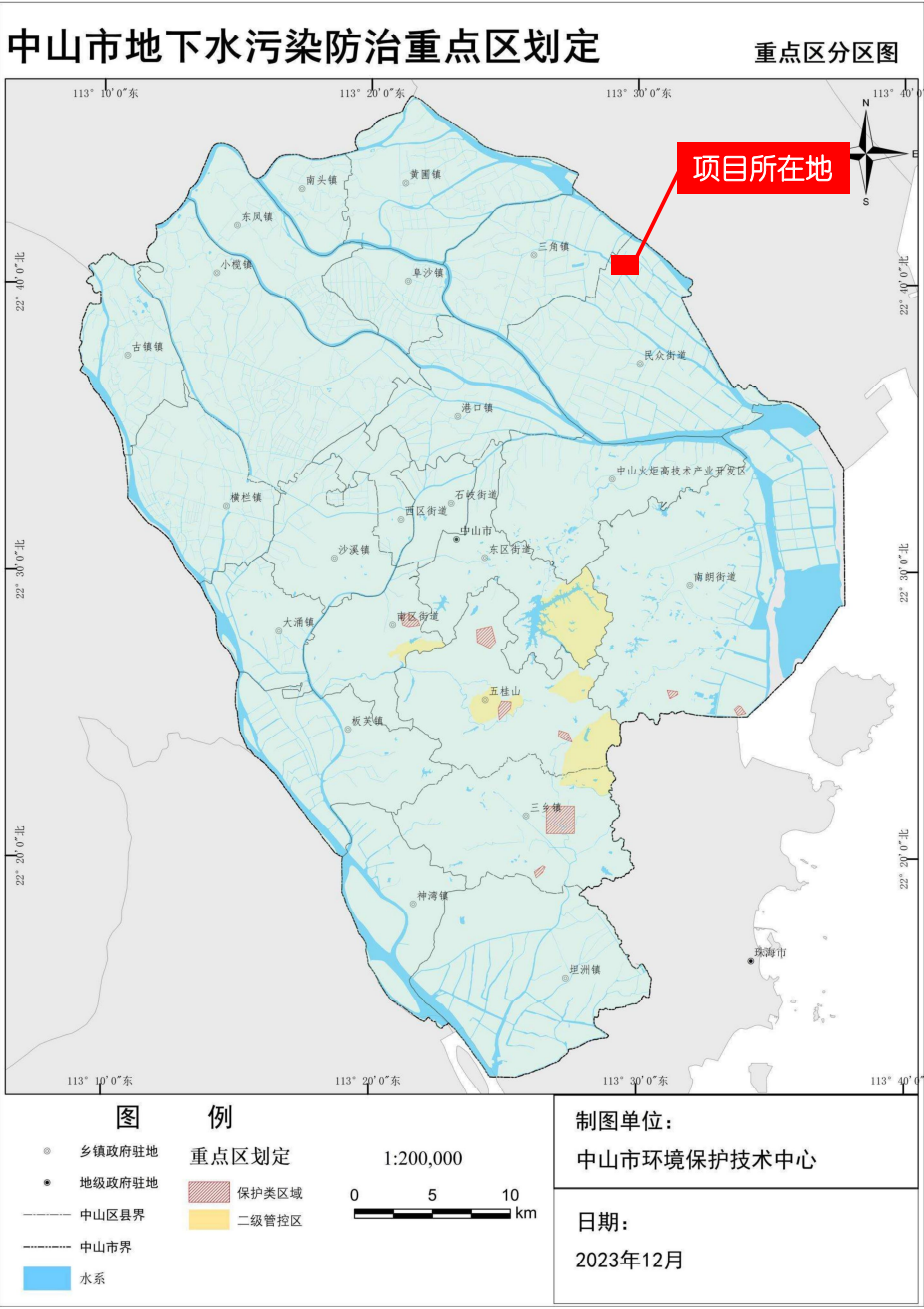 中山市地下水污染防治重点区划定
重点区分区图
113° 10′0″东
113° 20′0″东
113° 30′0″东
113° 40′0″
N
E
S
项目所在地
南头镇
黄圃镇
东凤镇
三角镇
小榄镇
阜沙镇
22° 40′0″北
22° 40′0″北
古镇镇
民众街道
港口镇
中山火炬高技术产业开发区
横栏镇
石岐街道
西区街道
中山市
沙溪镇
东区街道
22° 30′0″北
22° 30′0″北
南朗街道
大涌镇
南区街道
五桂山
板芙镇
三乡镇
22° 20′0″北
22° 20′0″北
神湾镇
坦洲镇
珠海市
113° 10′0″东
113° 20′0″东
113° 30′0″东
113° 40′0″
图 例
乡镇政府驻地
地级政府驻地
中山区县界
中山市界
水系
重点区划定
保护类区域
二级管控区
1:200,000
0 5 10
km
制图单位：
中山市环境保护技术中心
日期：
2023年12月